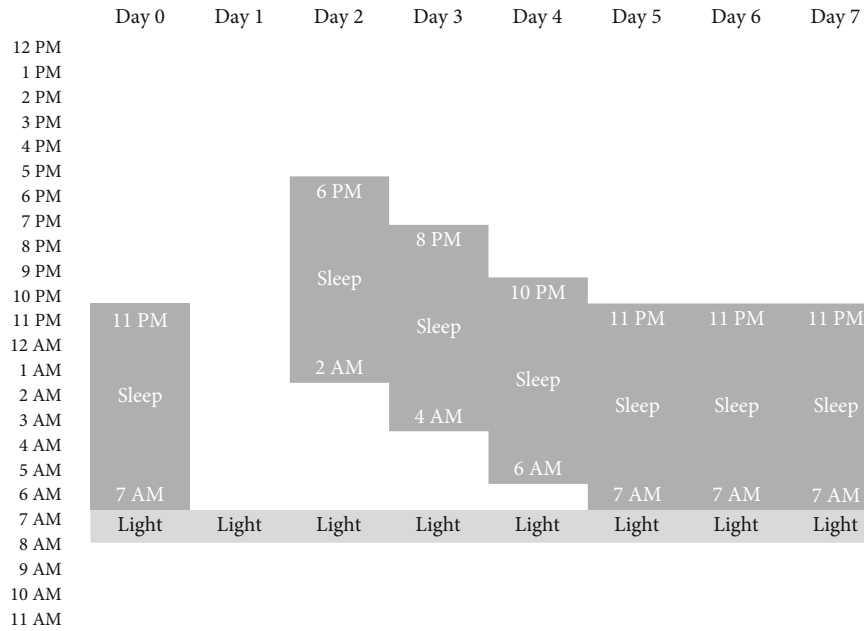 Day 0 Day 1 Day 2 Day 3 Day 4 Day 5 Day 6 Day 7
12 PM
1 PM
2 PM
3 PM
4 PM
5 PM
6 PM 6 PM
7 PM
8 PM 8 PM
9 PM Sleep
10 PM 10 PM
11 PM 11 PM Sleep 11 PM 11 PM 11 PM
12 AM
1 AM 2 AM Sleep
2 AM Sleep Sleep Sleep Sleep
3 AM 4 AM
4 AM
5 AM 6 AM
6 AM 7 AM 7 AM 7 AM 7 AM
7 AM Light Light Light Light Light Light Light Light
8 AM
9 AM
10 AM
11 AM